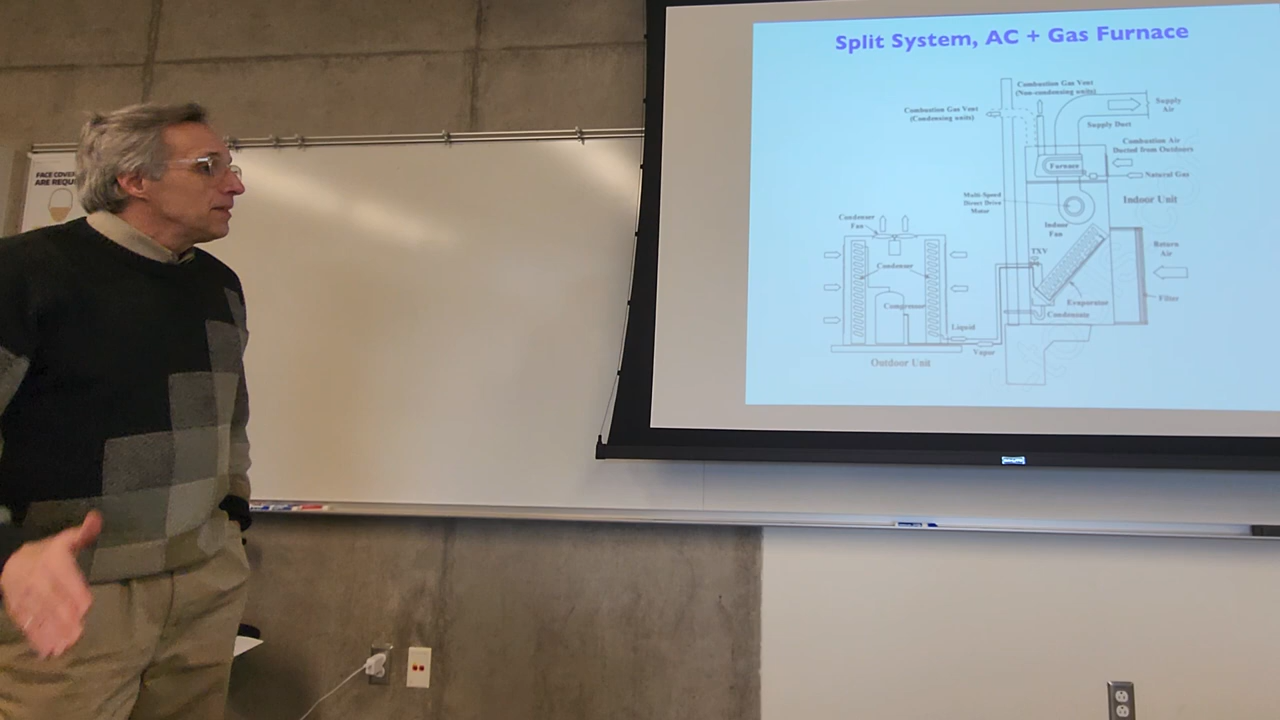 FACE COVER
ARE REQU
Split System, AC + Gas Furnace
Combustion Gas Vent
(Non-condensing units)
Combustion Gas Vent
(Condensing units)
Supply
Air
Supply Duct
Combustion Air
Ducted from Outdoors
Furnace
Natural Gas
Multi-Speed
Direct Drive
Motor
Indoor Unit
Condenser
Fan
Indoor
Fan
TXV
Return
Air
Condenser
Evaporator
Filter
Compressor
Condensate
Liquid
Vapor
Outdoor Unit